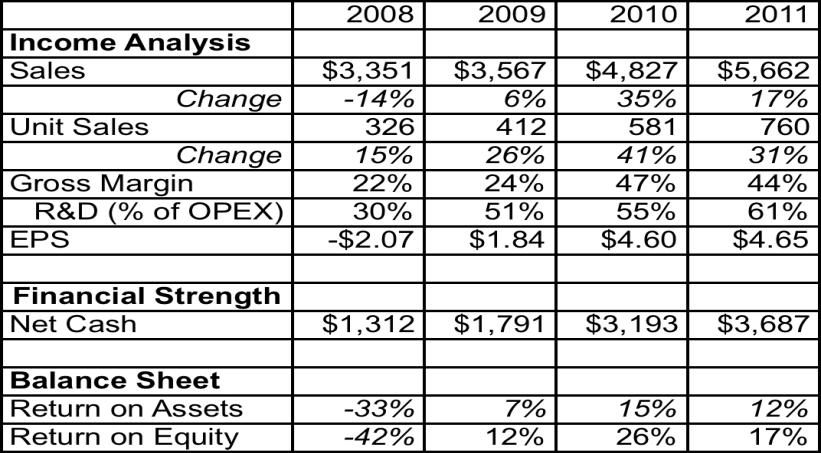 2008 2009 2010 2011
Income Analysis
Sales $3,351 $3,567 $4,827 $5,662
Change -14% 6% 35% 17%
Unit Sales 326 412 581 760
Change 15% 26% 41% 31%
Gross Margin 22% 24% 47% 44%
R&D (% of OPEX) 30% 51% 55% 61%
EPS -$2.07 $1.84 $4.60 $4.65
Financial Strength
Net Cash $1,312 $1,791 $3,193 $3,687
Balance Sheet
Return on Assets -33% 7% 15% 12%
Return on Equity -42% 12% 26% 17%